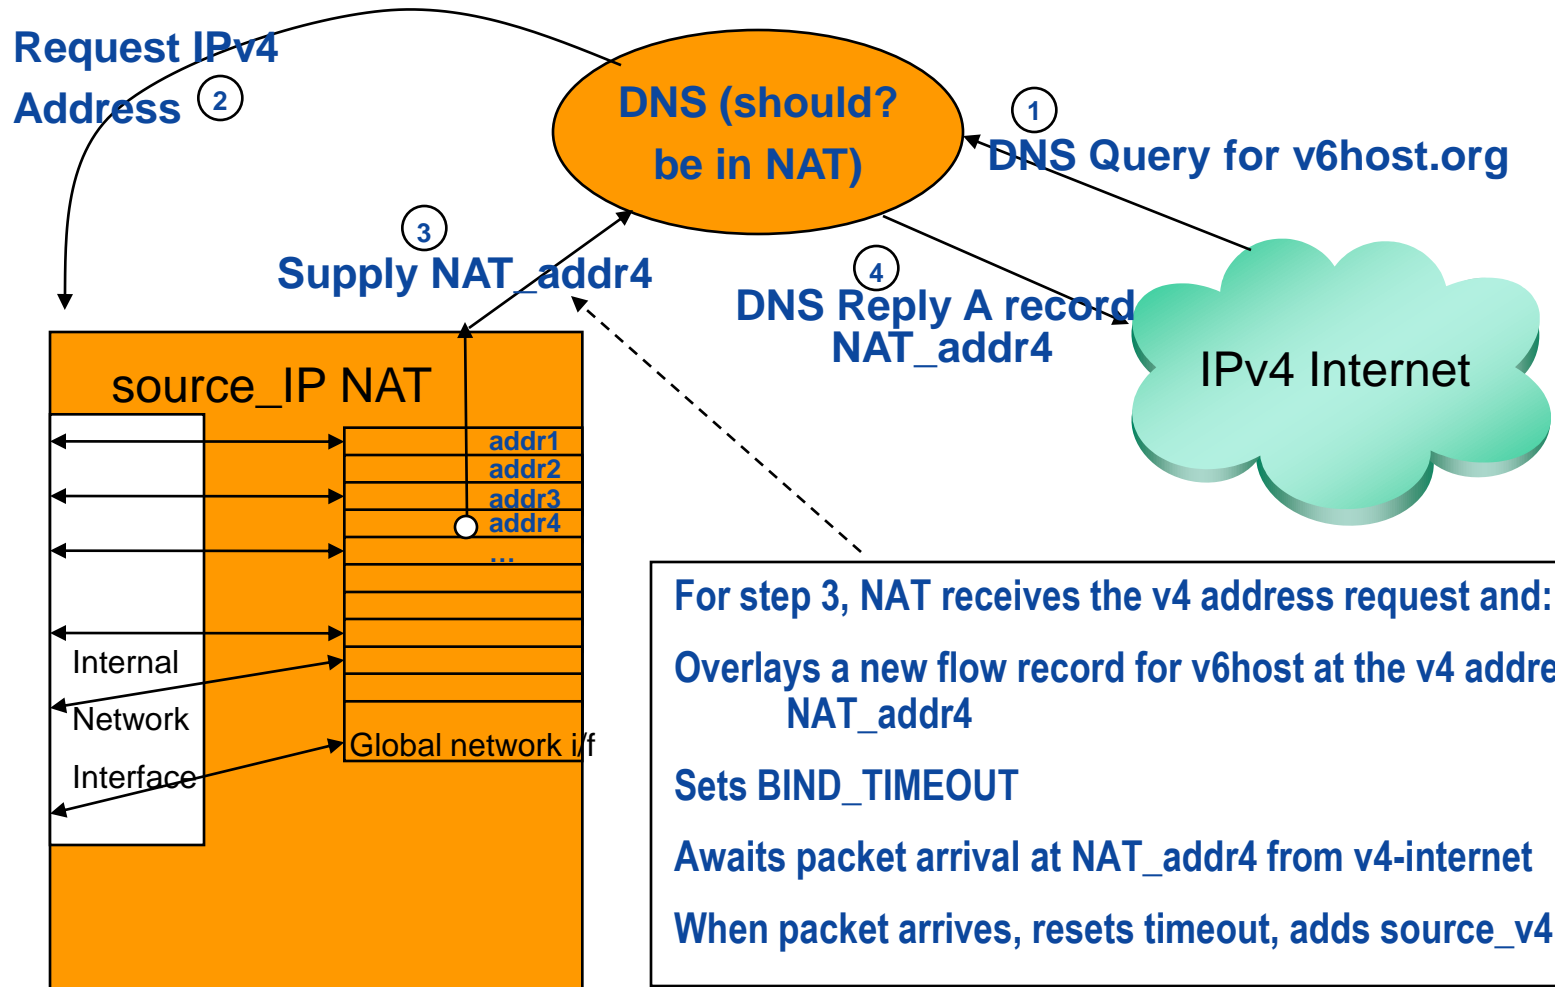 Request IPv4
Address 2
DNS (should?
be in NAT)
1
DNS Query for v6host.org
3
Supply NAT_addr4
4
DNS Reply A record
NAT_addr4
IPv4 Internet
source_IP NAT
addr1
addr2
addr3
addr4
...
Internal
Network
Interface
Global network i/f
For step 3, NAT receives the v4 address request and:
Overlays a new flow record for v6host at the v4 addre
NAT_addr4
Sets BIND_TIMEOUT
Awaits packet arrival at NAT_addr4 from v4-internet
When packet arrives, resets timeout, adds source_v4